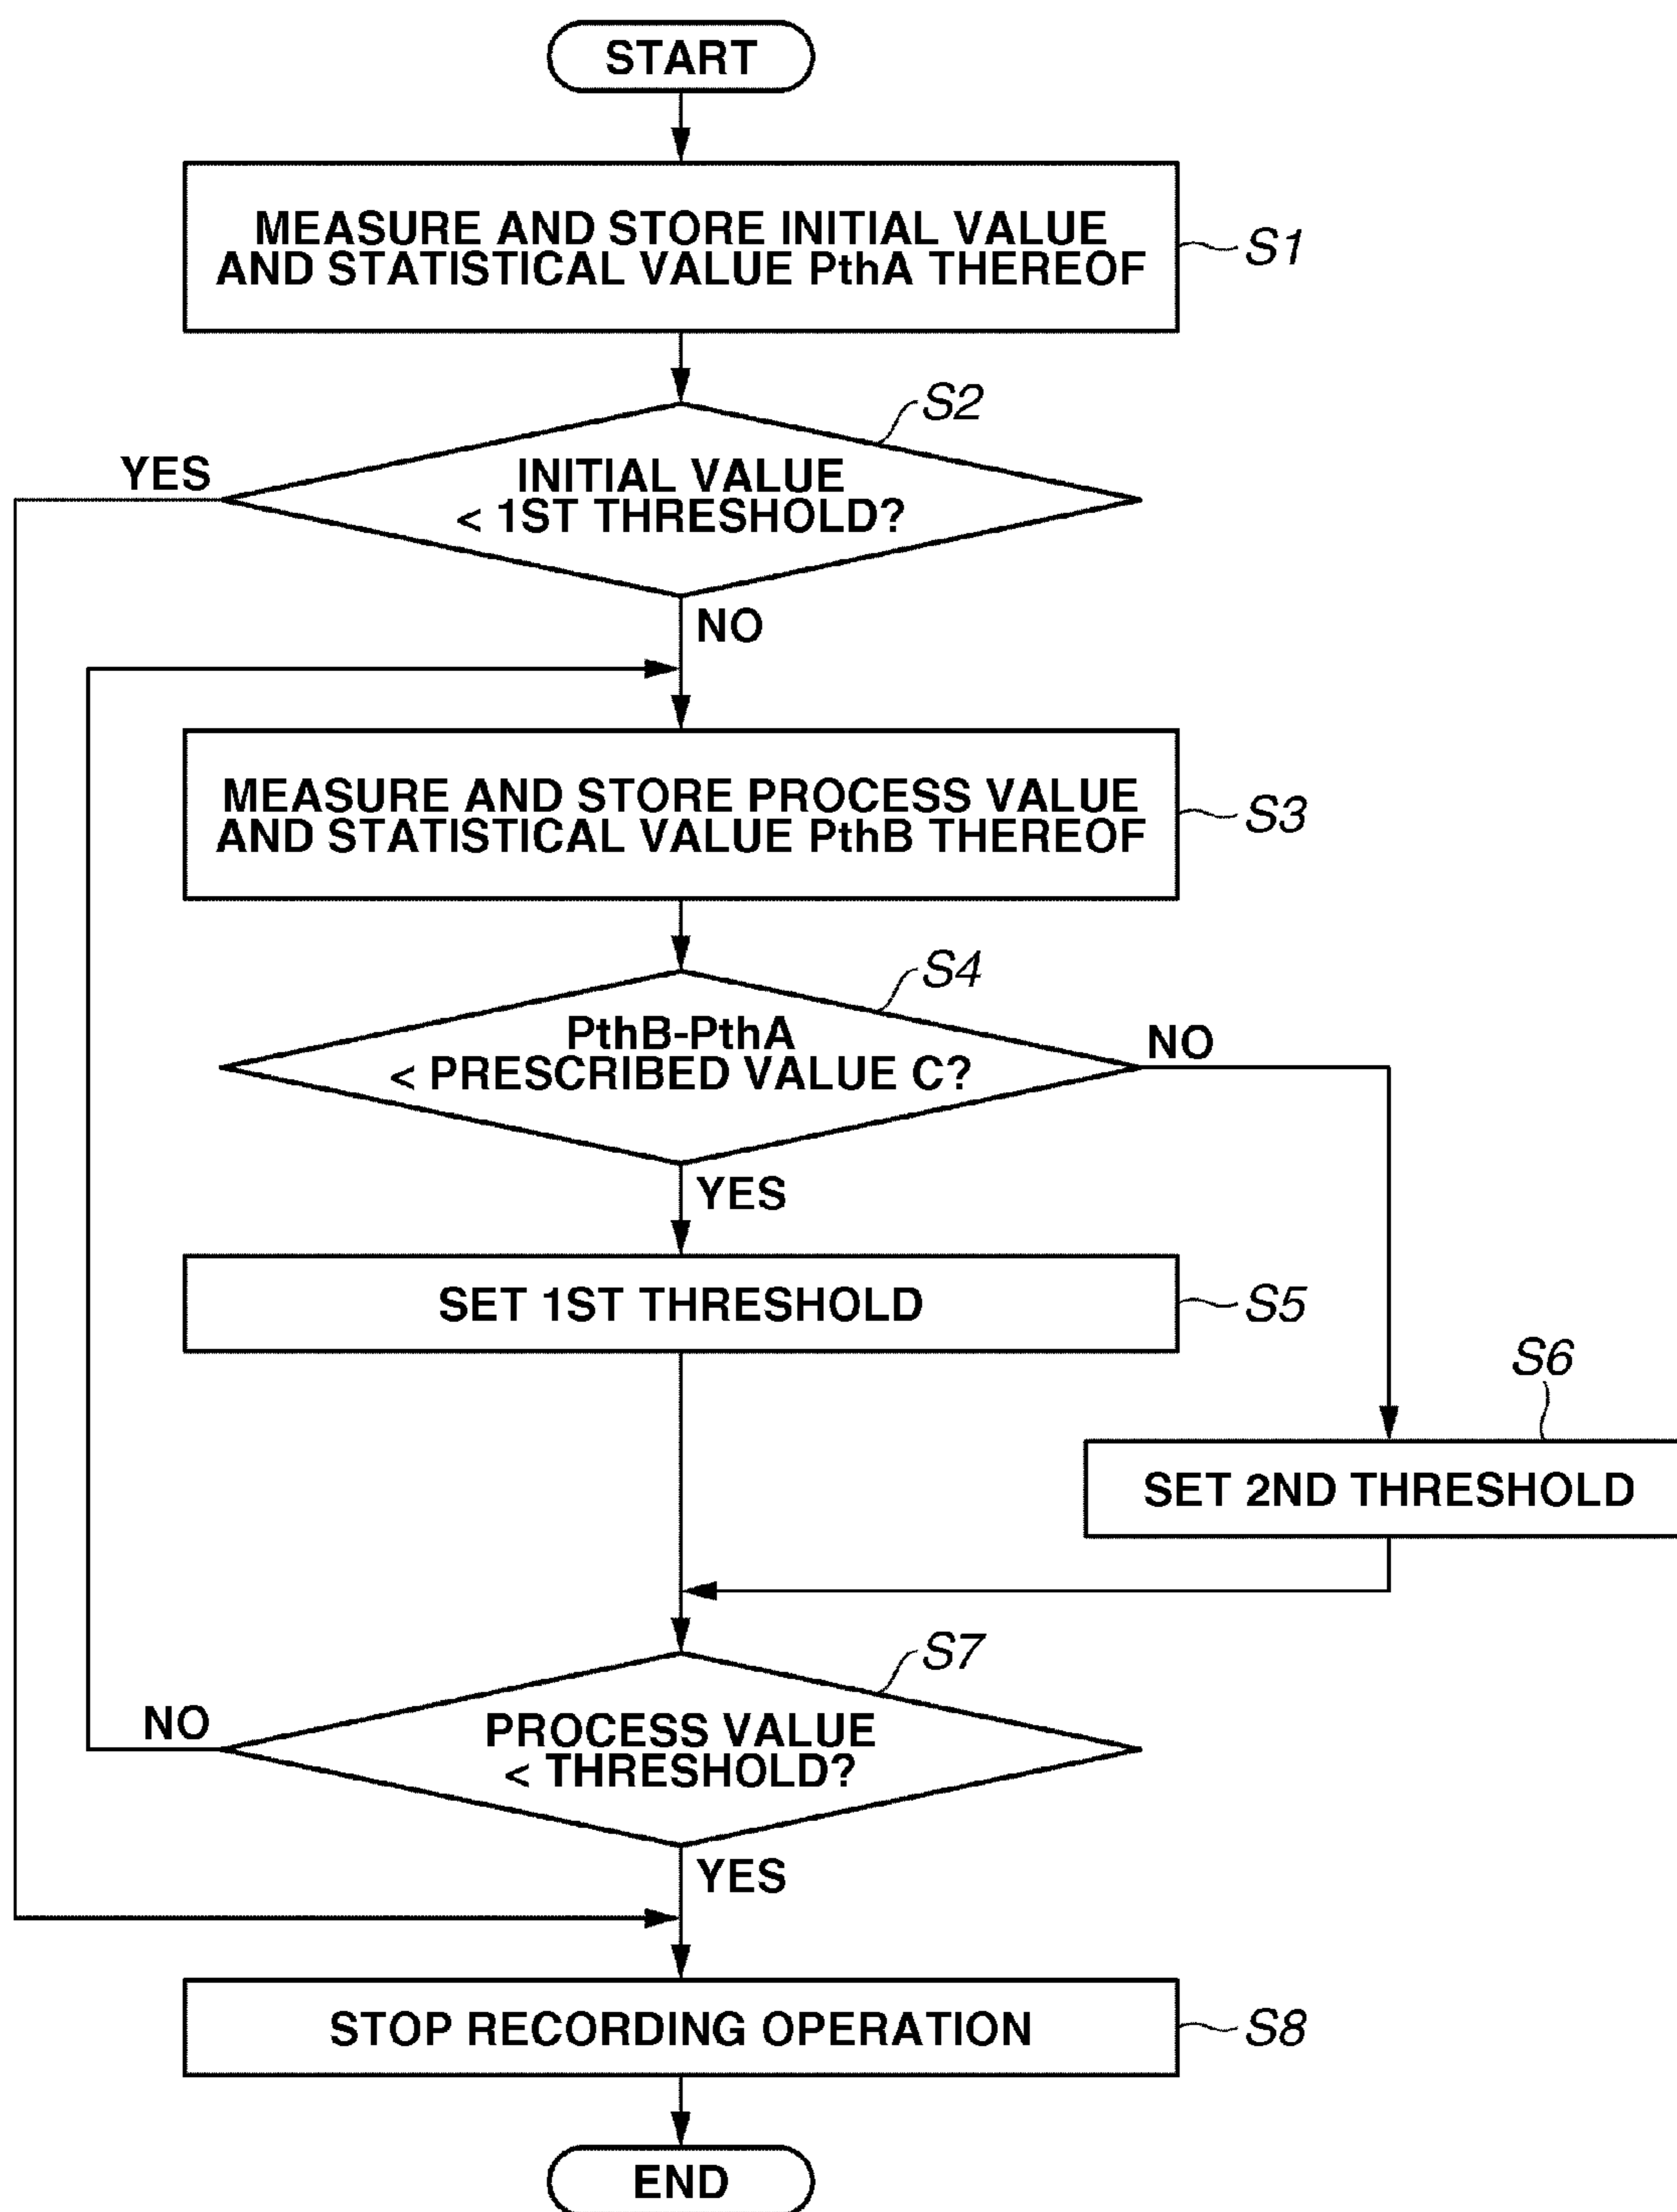 START
MEASURE AND STORE INITIAL VALUE
AND STATISTICAL VALUE PthA THEREOF
S1
S2
YES
INITIAL VALUE
< 1ST THRESHOLD?
NO
MEASURE AND STORE PROCESS VALUE
AND STATISTICAL VALUE PthB THEREOF
S3
S4
PthB-PthA
< PRESCRIBED VALUE C?
NO
YES
SET 1ST THRESHOLD
S5
S6
SET 2ND THRESHOLD
S7
NO
PROCESS VALUE
< THRESHOLD?
YES
STOP RECORDING OPERATION
S8
END